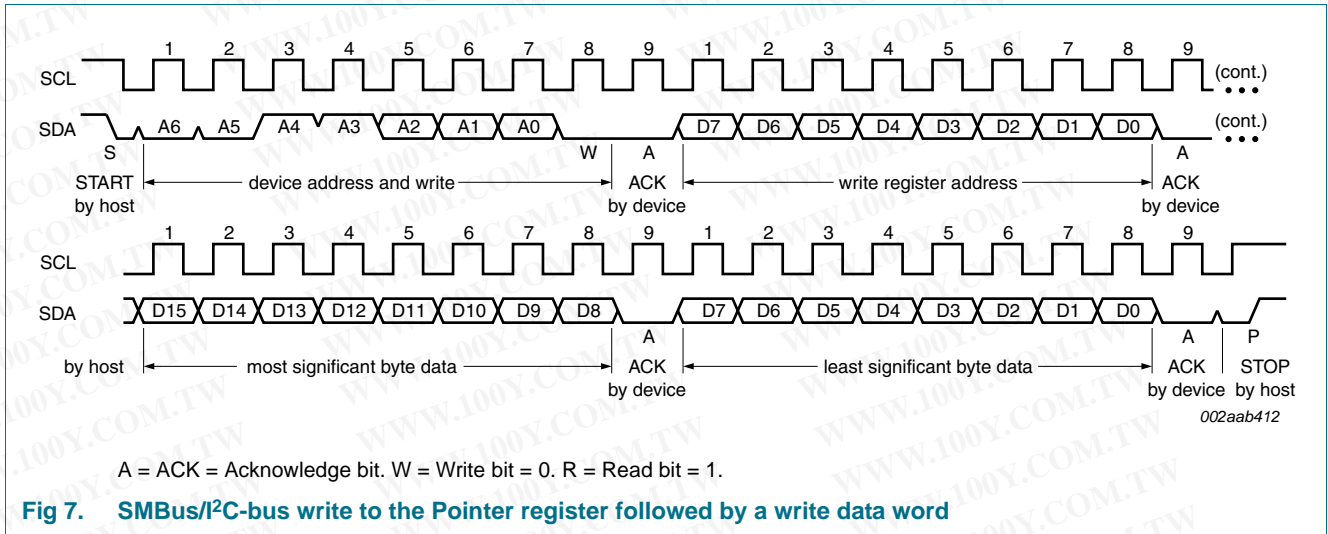 1 2 3 4 5 6 7 8 9 1 2 3 4 5 6 7 8 9
SCL (cont.)
SDA A6 A5 A4 A3 A2 A1 A0 D7 D6 D5 D4 D3 D2 D1 D0 (cont.)
S W A A
START device address and write ACK write register address ACK
by host by device by device
1 2 3 4 5 6 7 8 9 1 2 3 4 5 6 7 8 9
SCL
SDA D15 D14 D13 D12 D11 D10 D9 D8 D7 D6 D5 D4 D3 D2 D1 D0
A A P
by host most significant byte data ACK least significant byte data ACK STOP
by device by device by host
002aab412
A = ACK = Acknowledge bit. W = Write bit = 0. R = Read bit = 1.
Fig 7. SMBus/I²C-bus write to the Pointer register followed by a write data word
WWW.100Y.COM.TW